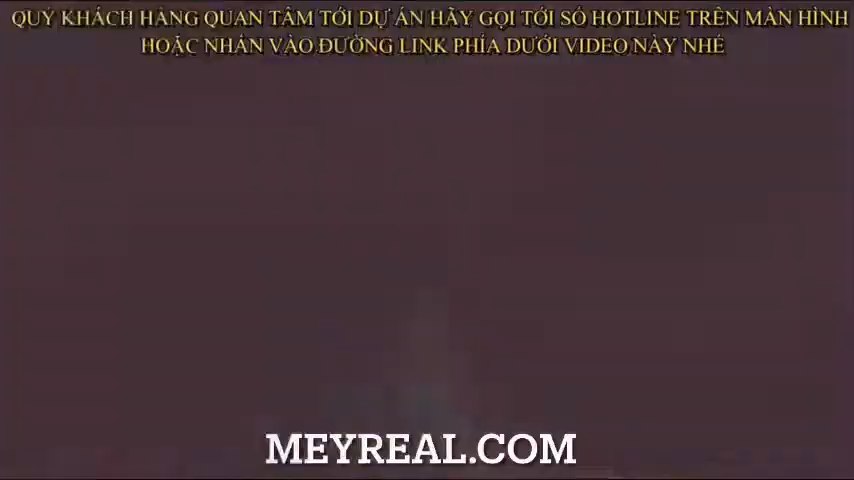 QUÝ KHÁCH HÀNG QUAN TÂM TỚI DỰ ÁN HÃY GỌI TỚI SỐ HOTLINE TRÊN MÀN HÌNH
HOẶC NHẤN VÀO ĐƯỜNG LINK PHÍA DƯỚI VIDEO NÀY NHÉ
MEYREAL.COM